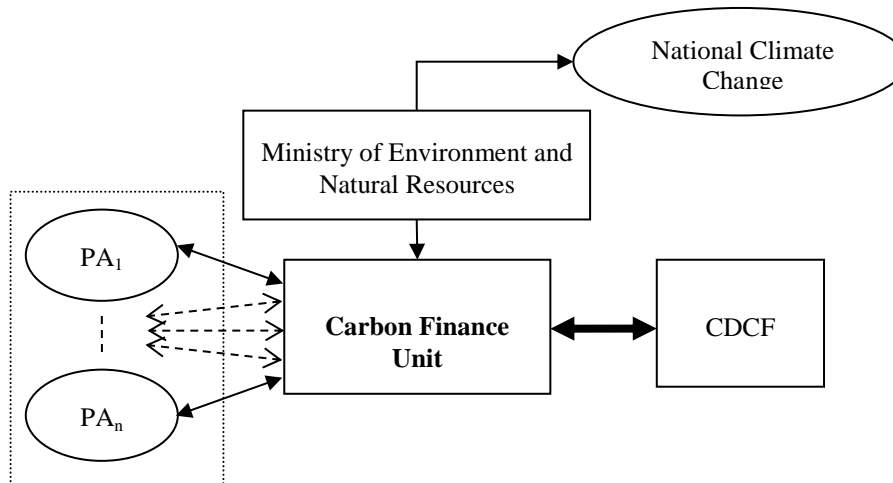 National Climate
Change
Ministry of Environment and
Natural Resources
PA₁
Carbon Finance
Unit
CDCF
PAₙ